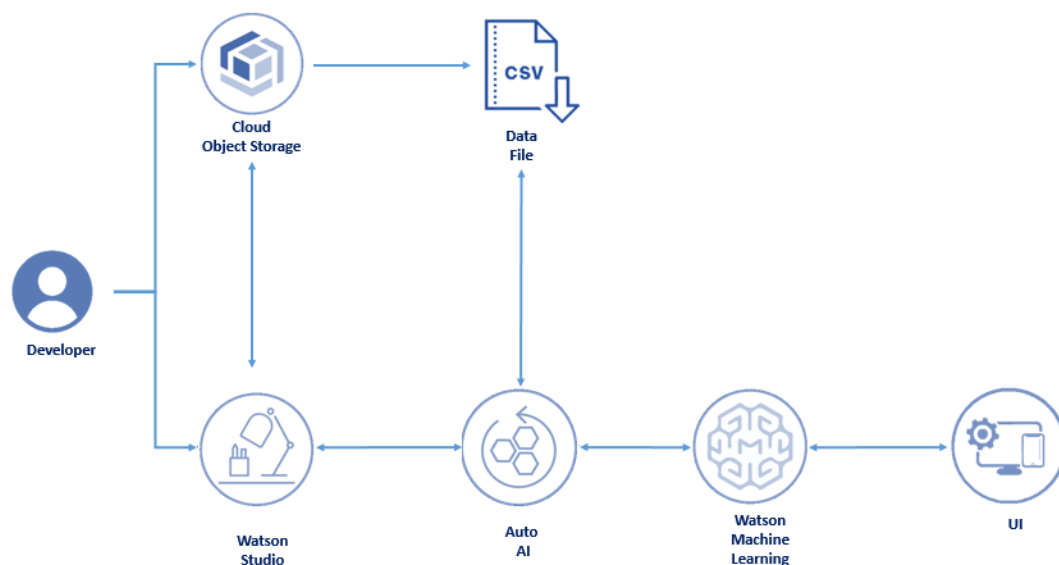 CSV
Cloud
Object Storage
Data
File
Developer
Watson
Studio
Auto
AI
Watson
Machine
Learning
UI